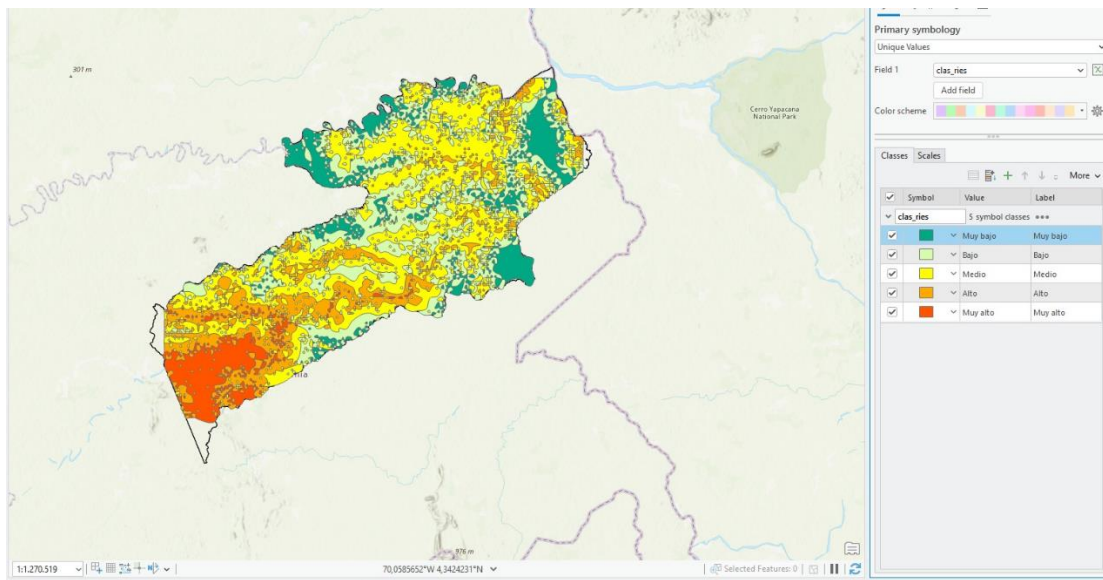 301 m
Cerro Yapacana
National Park
írida
976 m
1:1.270.519
70,0585652°W 4,3424231°N
Selected Features: 0
Primary symbology
Unique Values
Field 1 clas_ries
Add field
Color scheme
Classes Scales
More
Symbol Value Label
clas_ries 5 symbol classes
Muy bajo Muy bajo
Bajo Bajo
Medio Medio
Alto Alto
Muy alto Muy alto